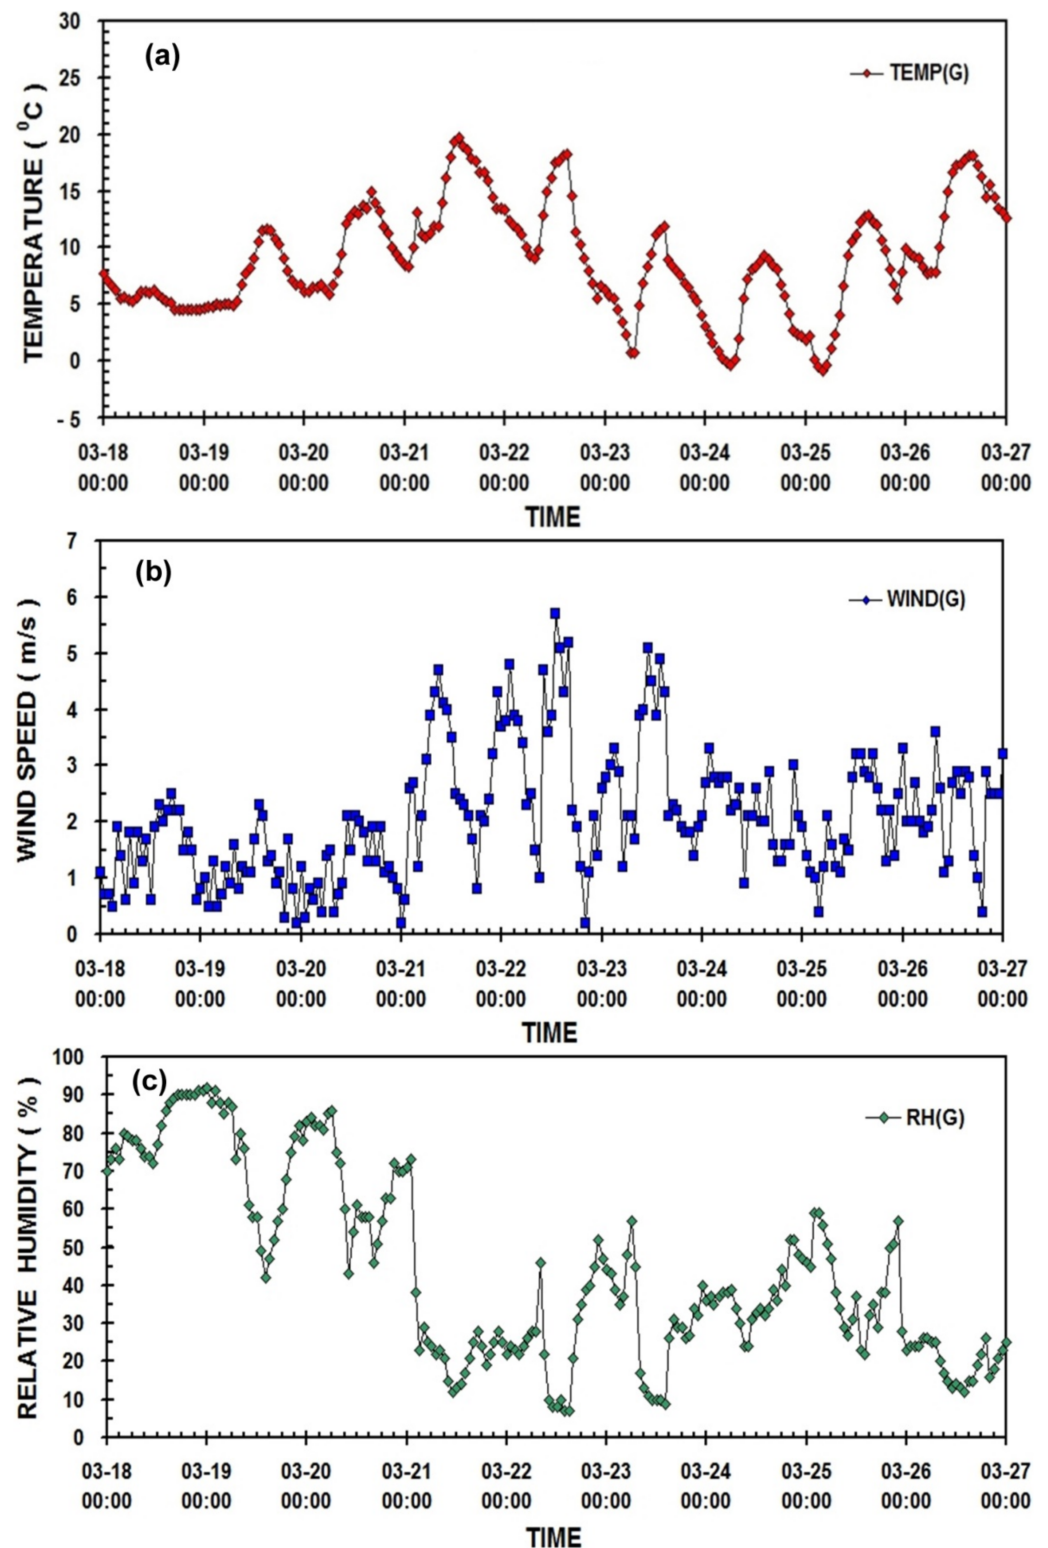 (a)
TEMP(G)
TEMPERATURE ( ⁰C )
30
25
20
15
10
5
0
- 5
03-18 03-19 03-20 03-21 03-22 03-23 03-24 03-25 03-26 03-27
00:00 00:00 00:00 00:00 00:00 00:00 00:00 00:00 00:00 00:00
TIME
(b)
WIND(G)
WIND SPEED ( m/s )
7
6
5
4
3
2
1
0
03-18 03-19 03-20 03-21 03-22 03-23 03-24 03-25 03-26 03-27
00:00 00:00 00:00 00:00 00:00 00:00 00:00 00:00 00:00 00:00
TIME
(c)
RH(G)
RELATIVE HUMIDITY ( % )
100
90
80
70
60
50
40
30
20
10
0
03-18 03-19 03-20 03-21 03-22 03-23 03-24 03-25 03-26 03-27
00:00 00:00 00:00 00:00 00:00 00:00 00:00 00:00 00:00 00:00
TIME